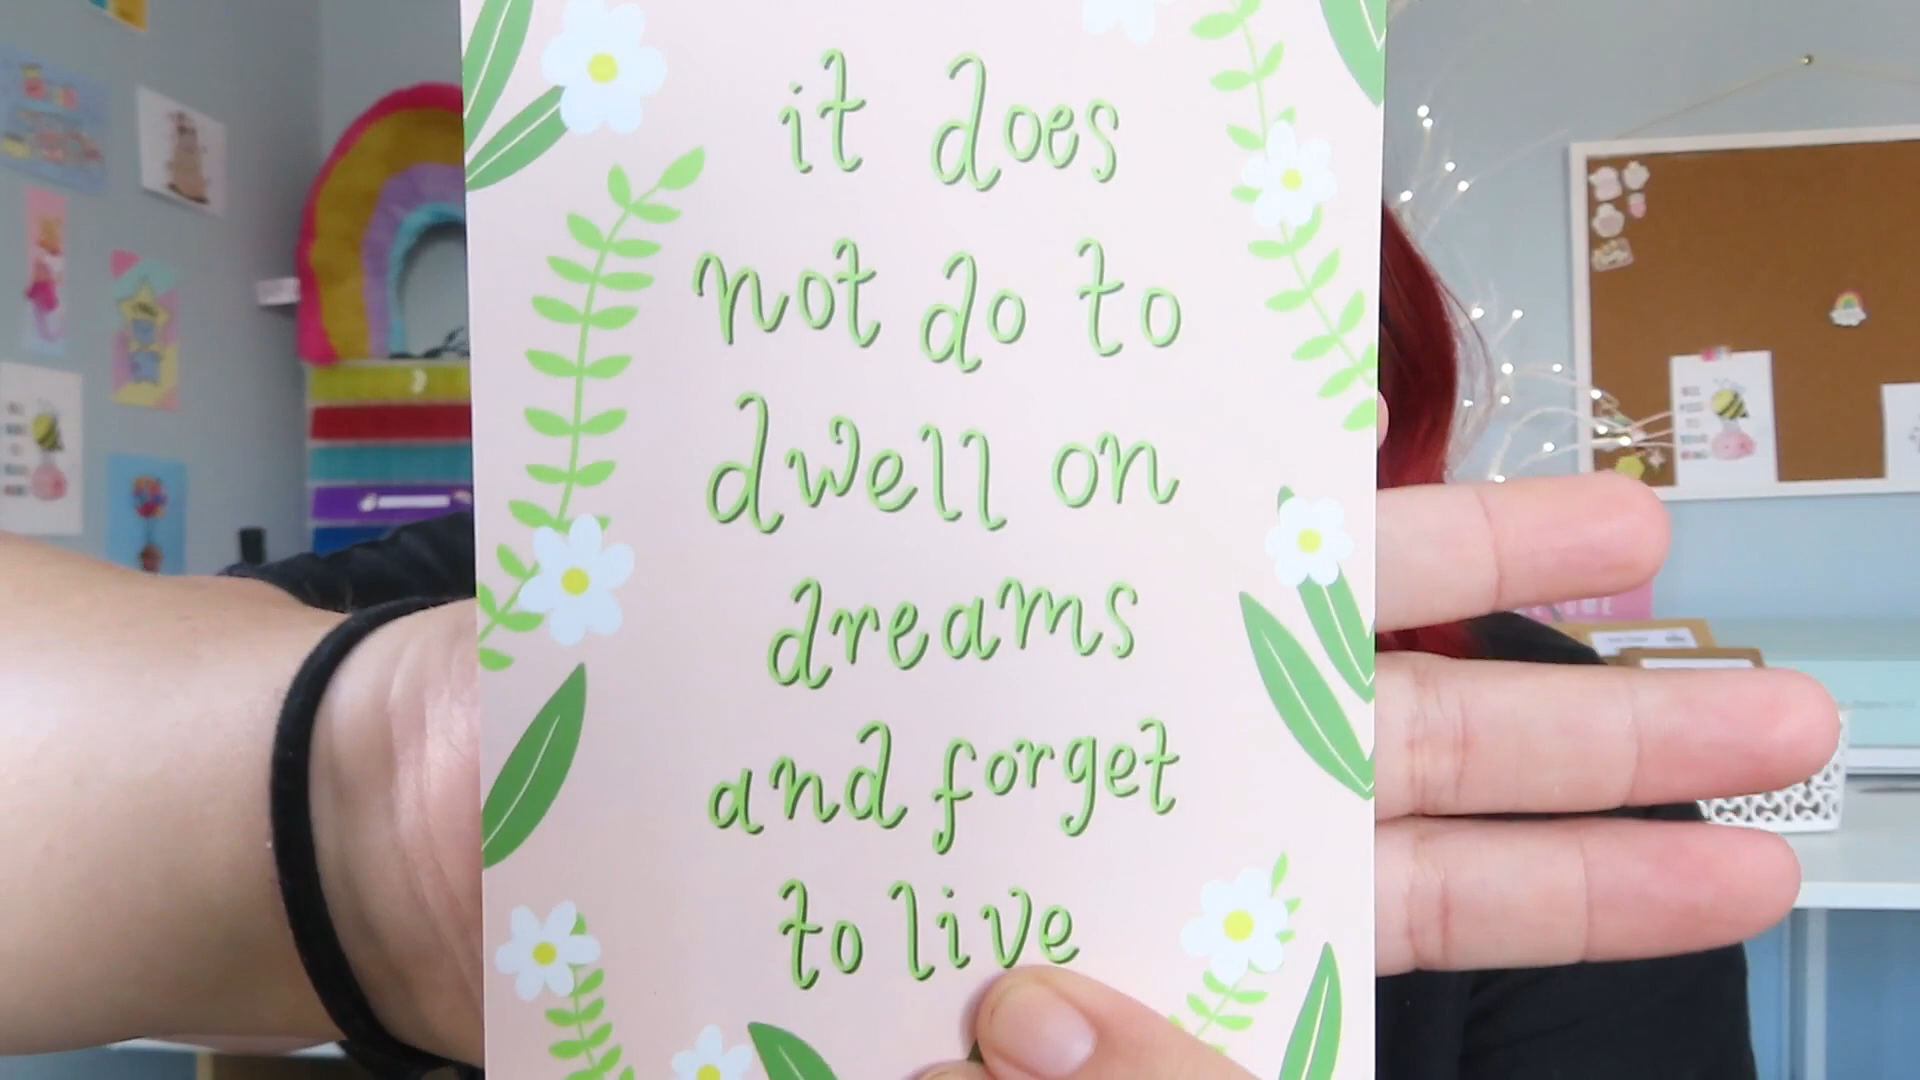 it does
not do to
dwell on
dreams
and forget
to live